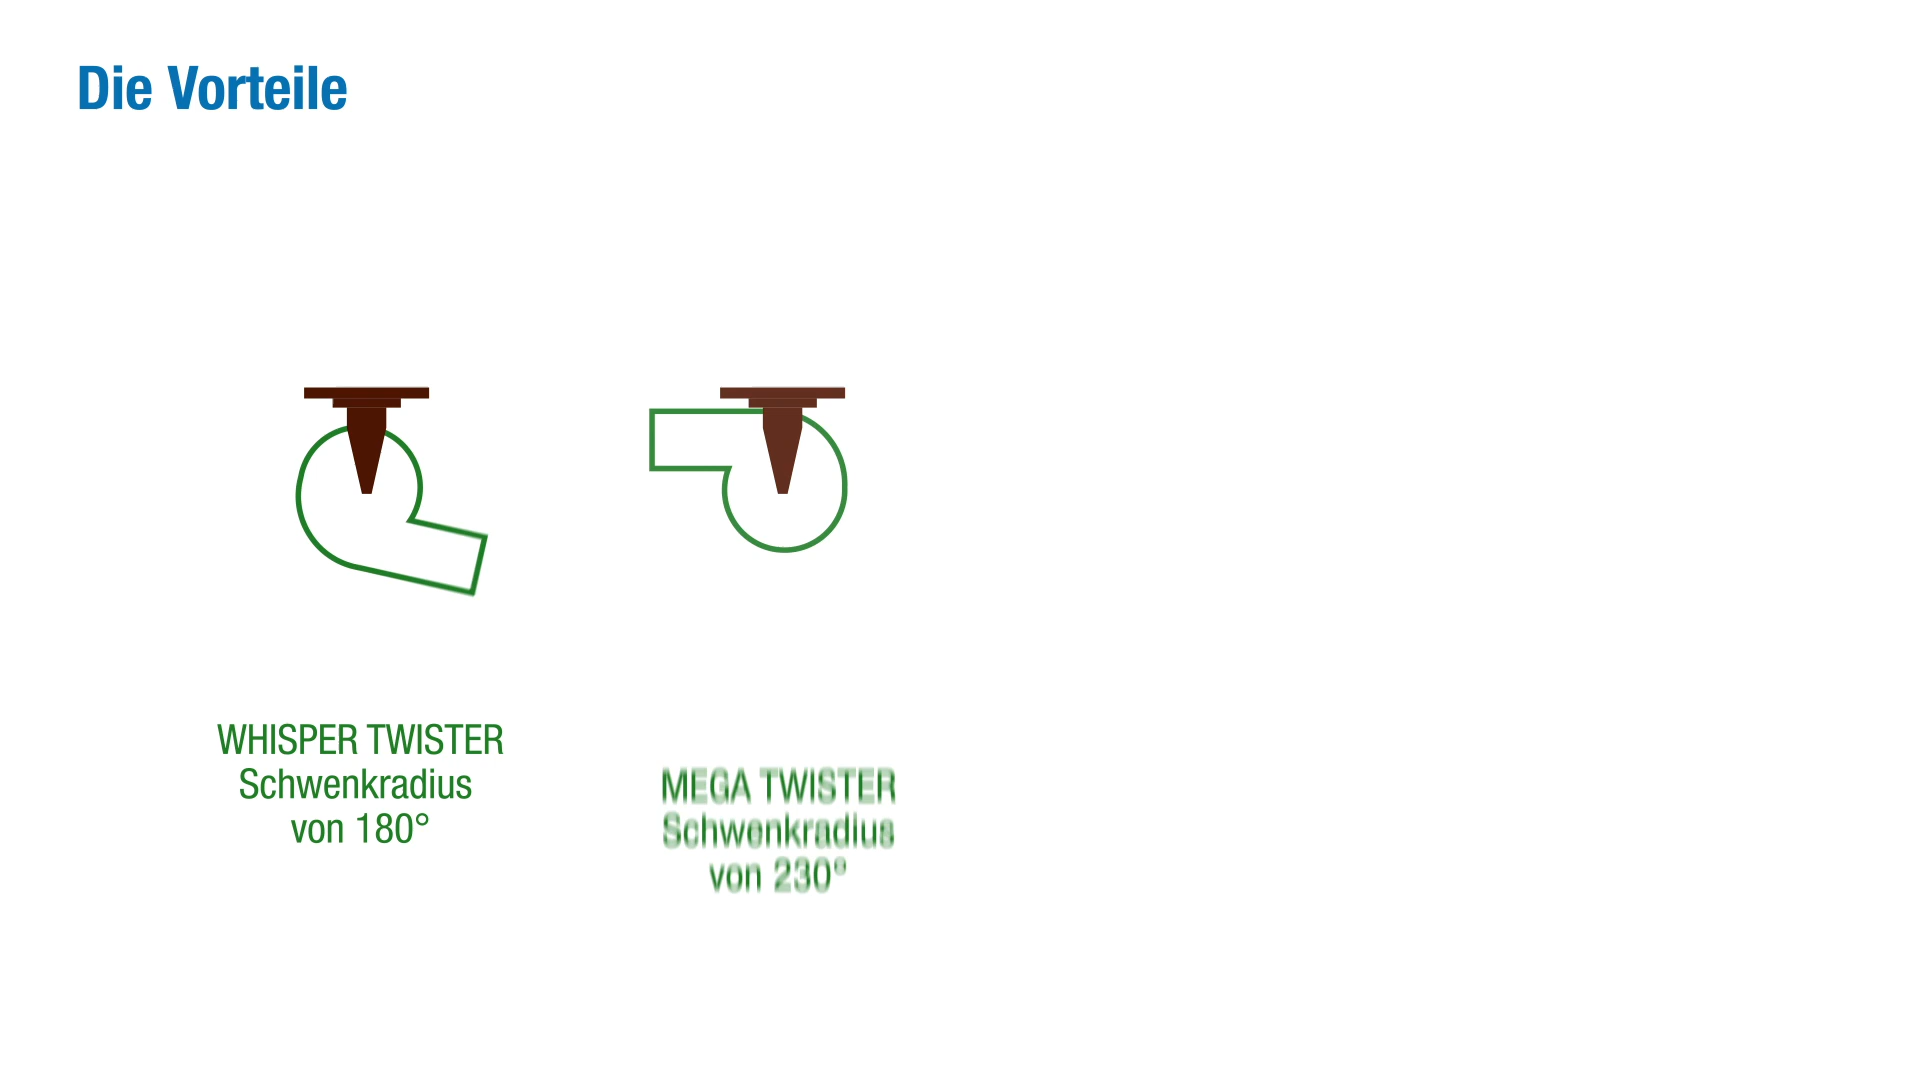 Die Vorteile
WHISPER TWISTER
Schwenkradius
von 180°
MEGA TWISTER
Schwenkradius
von 230°